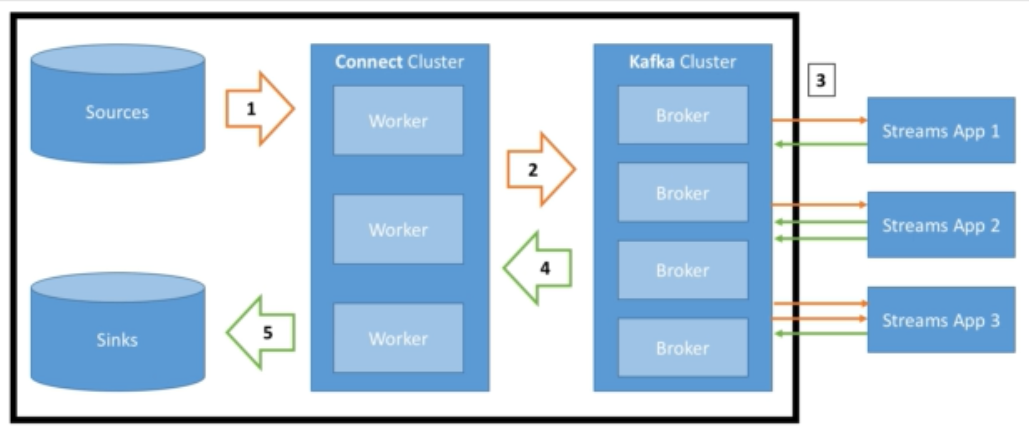 Sources
1
Connect Cluster
Worker
Worker
Worker
2
4
Kafka Cluster
Broker
Broker
Broker
Broker
3
Streams App 1
Streams App 2
Streams App 3
Sinks
5